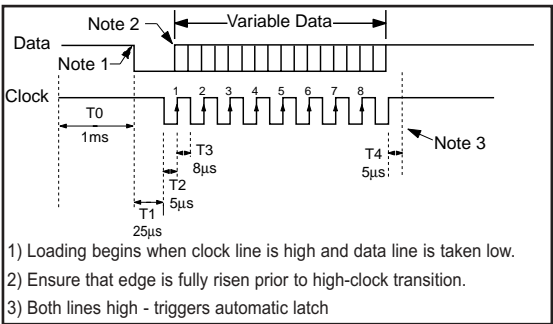 Note 2
Variable Data
Data
Note 1
Clock
1 2 3 4 5 6 7 8
T0
1ms
T3
8µs
T4
5µs
Note 3
T2
5µs
T1
25µs
1) Loading begins when clock line is high and data line is taken low.
2) Ensure that edge is fully risen prior to high-clock transition.
3) Both lines high - triggers automatic latch